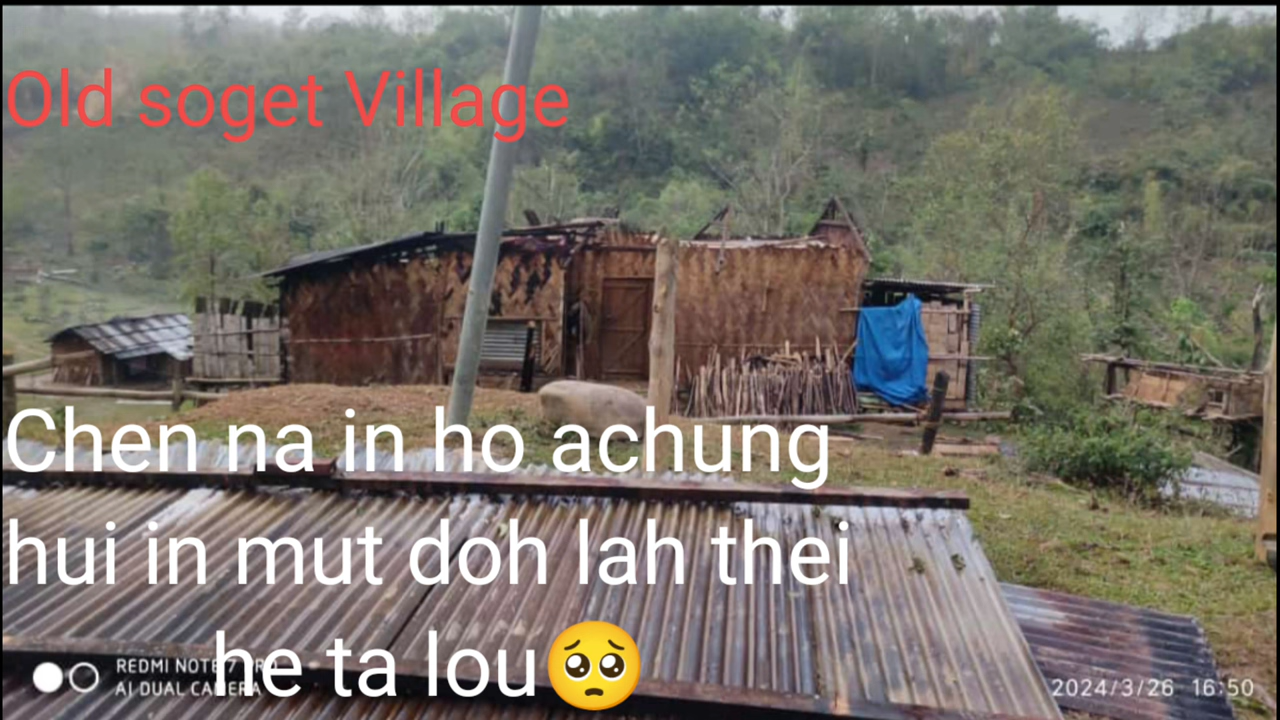 Old soget Village
Chen na in ho achung
hui in mut doh lah thei
he ta lou🥺
REDMI NOTE 7 PRO
AI DUAL CAMERA
2024/3/26 16:50